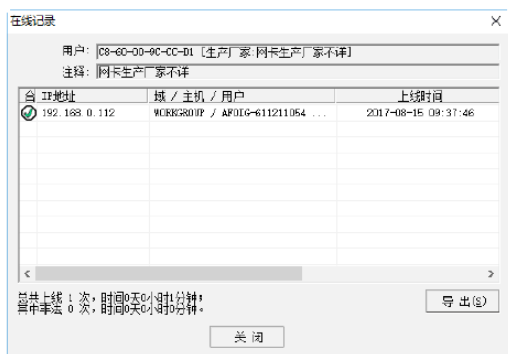 在线记录
用户: C8-60-00-9C-CC-D1 [生产厂家:网卡生产厂家不详]
注释: 网卡生产厂家不详
合 IP地址 域 / 主机 / 用户 上线时间
192.168.0.112 WORKGROUP / AFOIG-611211054 ... 2017-08-15 09:37:46
总共上线 1 次, 时间0天0小时1分钟;
其中非法 0 次, 时间0天0小时0分钟。
导 出(S)
关 闭